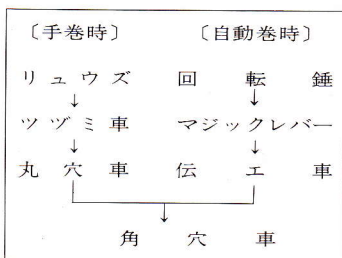 〔手巻時〕 〔自動巻時〕
リュウズ 回転錘
ツヅミ車 マジックレバー
丸穴車 伝エ車
角穴車